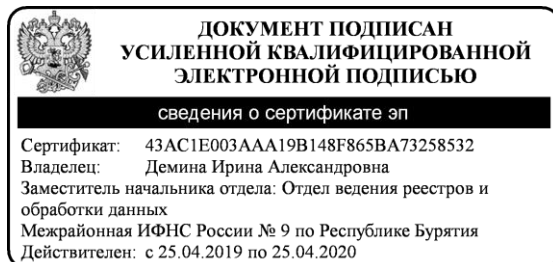 ДОКУМЕНТ ПОДПИСАН
УСИЛЕННОЙ КВАЛИФИЦИРОВАННОЙ
ЭЛЕКТРОННОЙ ПОДПИСЬЮ
сведения о сертификате эп
Сертификат: 43AC1E003AAA19B148F865BA73258532
Владелец: Демина Ирина Александровна
Заместитель начальника отдела: Отдел ведения реестров и
обработки данных
Межрайонная ИФНС России № 9 по Республике Бурятия
Действителен: с 25.04.2019 по 25.04.2020